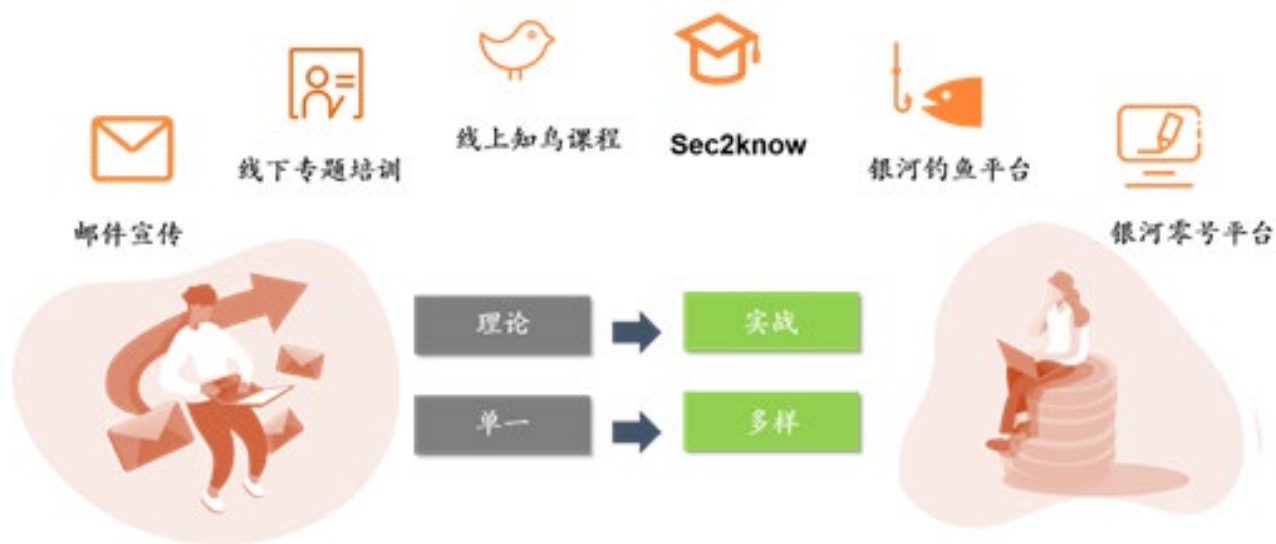 邮件宣传
线下专题培训
线上知鸟课程
Sec2know
银河钓鱼平台
银河零号平台
理论
实战
单一
多样